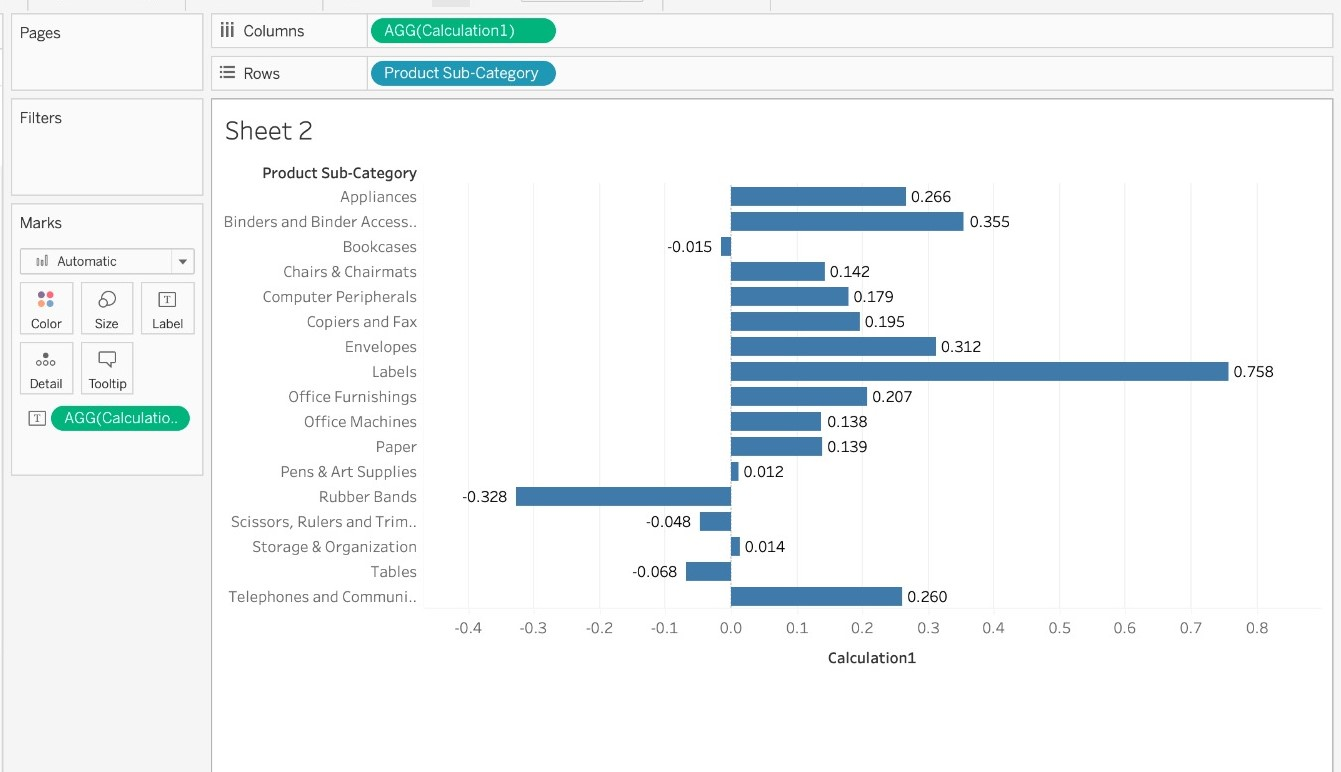 Pages
Columns AGG(Calculation1)
Rows Product Sub-Category
Filters
Marks
Automatic
Color Size Label
Detail Tooltip
AGG(Calculatio..
Sheet 2
Product Sub-Category
Appliances 0.266
Binders and Binder Access.. 0.355
Bookcases -0.015
Chairs & Chairmats 0.142
Computer Peripherals 0.179
Copiers and Fax 0.195
Envelopes 0.312
Labels 0.758
Office Furnishings 0.207
Office Machines 0.138
Paper 0.139
Pens & Art Supplies 0.012
Rubber Bands -0.328
Scissors, Rulers and Trim.. -0.048
Storage & Organization 0.014
Tables -0.068
Telephones and Communi.. 0.260
-0.4 -0.3 -0.2 -0.1 0.0 0.1 0.2 0.3 0.4 0.5 0.6 0.7 0.8
Calculation1